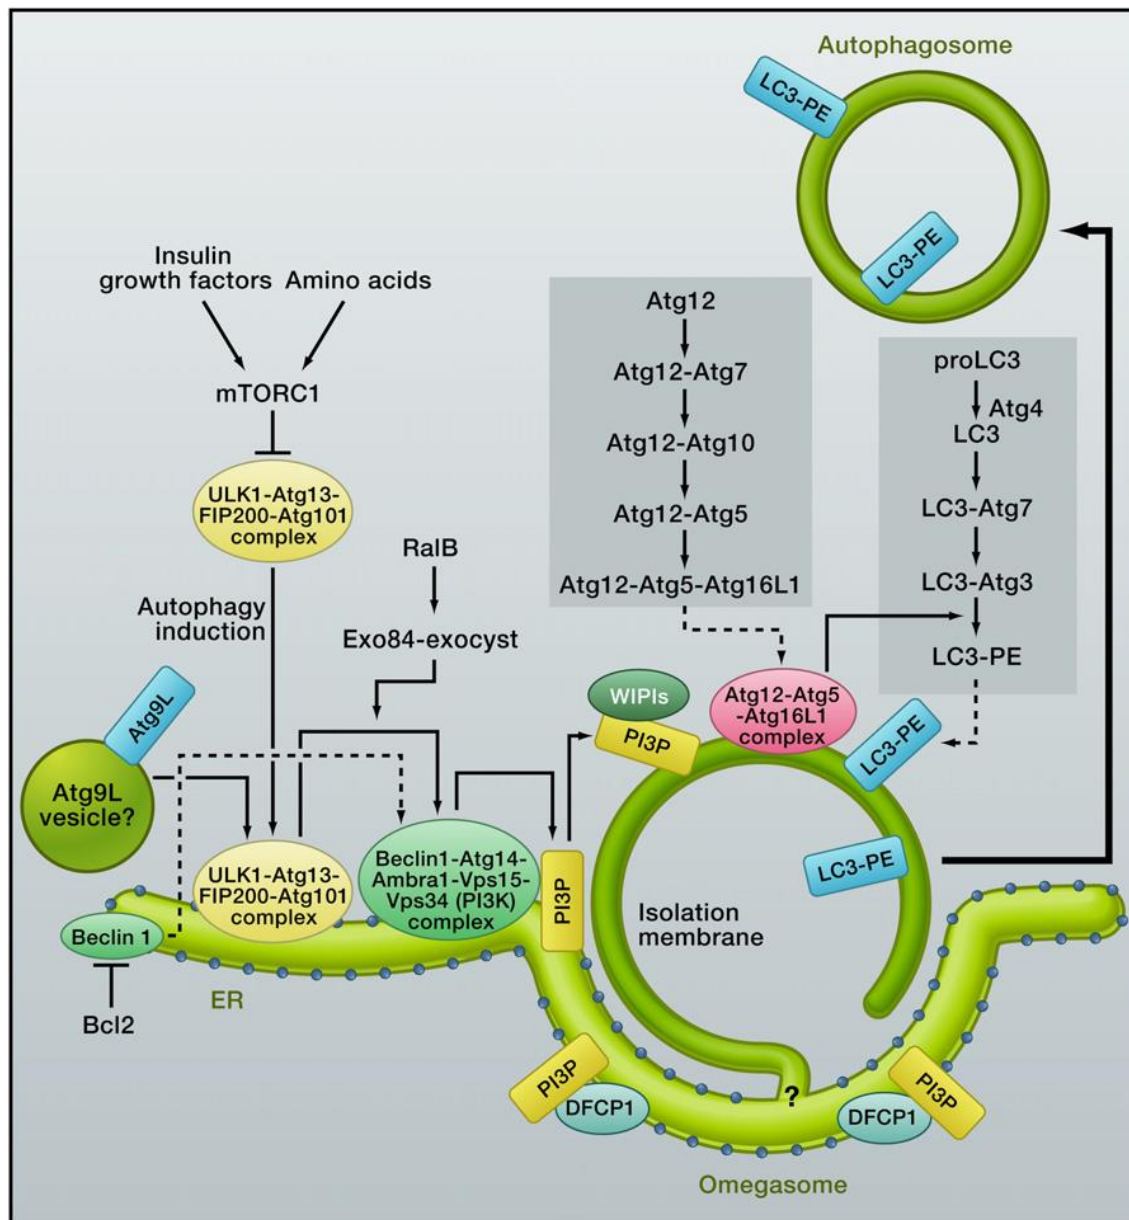 Autophagosome
LC3-PE
LC3-PE
Insulin
growth factors
Amino acids
mTORC1
ULK1-Atg13-
FIP200-Atg101
complex
Autophagy
induction
RalB
Exo84-exocyst
Atg12
Atg12-Atg7
Atg12-Atg10
Atg12-Atg5
Atg12-Atg5-Atg16L1
proLC3
Atg4
LC3
LC3-Atg7
LC3-Atg3
LC3-PE
Atg9L
Atg9L
vesicle?
WIPIs
PI3P
Atg12-Atg5
-Atg16L1
complex
LC3-PE
LC3-PE
ULK1-Atg13-
FIP200-Atg101
complex
Beclin1-Atg14-
Ambra1-Vps15-
Vps34 (PI3K)
complex
PI3P
Isolation
membrane
Beclin 1
ER
Bcl2
PI3P
DFCP1
?
PI3P
DFCP1
Omegasome